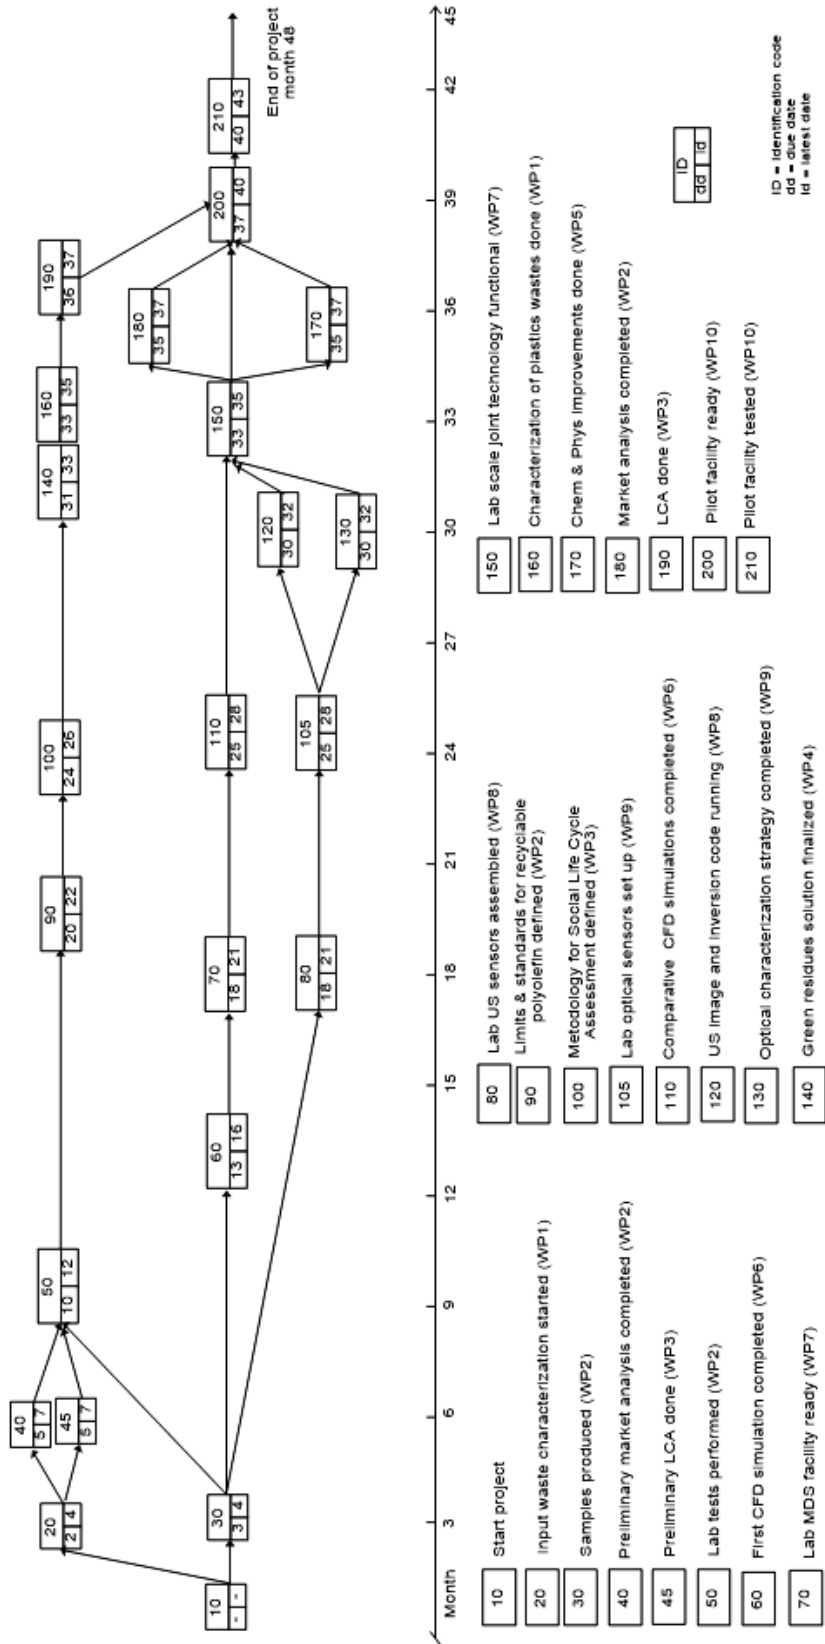 10
- -
20
2 4
30
3 4
40
5 7
45
5 7
50
10 12
60
13 16
70
18 21
80
18 21
90
20 22
100
24 26
110
25 28
105
25 28
120
30 32
130
30 32
140
31 33
160
33 35
150
33 35
190
36 37
180
35 37
170
35 37
200
37 40
210
40 43
End of project
month 48
Month
3
6
9
12
15
18
21
24
27
30
33
36
39
42
45
10 Start project
20 Input waste characterization started (WP1)
30 Samples produced (WP2)
40 Preliminary market analysis completed (WP2)
45 Preliminary LCA done (WP3)
50 Lab tests performed (WP2)
60 First CFD simulation completed (WP6)
70 Lab MDS facility ready (WP7)
80 Lab US sensors assembled (WP8)
90 Limits & standards for recyclable
polyolefin defined (WP2)
100 Metodology for Social Life Cycle
Assessment defined (WP3)
105 Lab optical sensors set up (WP9)
110 Comparative CFD simulations completed (WP6)
120 US image and inversion code running (WP8)
130 Optical characterization strategy completed (WP9)
140 Green residues solution finalized (WP4)
150 Lab scale joint technology functional (WP7)
160 Characterization of plastics wastes done (WP1)
170 Chem & Phys improvements done (WP5)
180 Market analysis completed (WP2)
190 LCA done (WP3)
200 Pilot facility ready (WP10)
210 Pilot facility tested (WP10)
ID
dd ld
ID = Identification code
dd = due date
ld = latest date